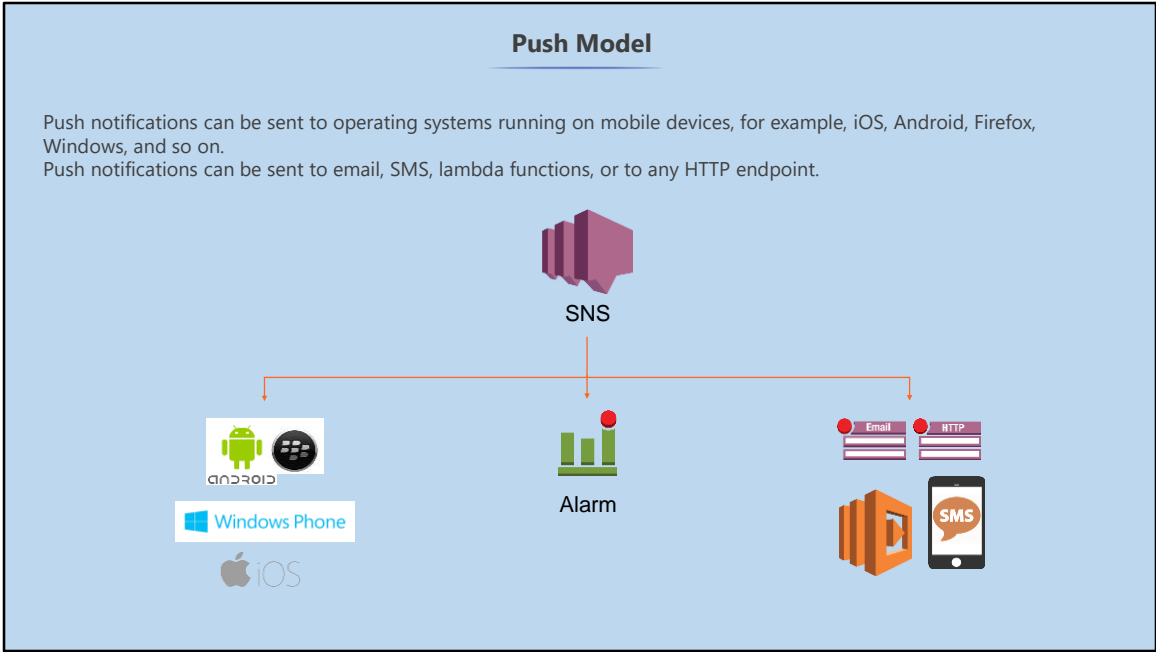 Push Model
Push notifications can be sent to operating systems running on mobile devices, for example, iOS, Android, Firefox,
Windows, and so on.
Push notifications can be sent to email, SMS, lambda functions, or to any HTTP endpoint.
SNS
Email
HTTP
android
Alarm
SMS
Windows Phone
iOS